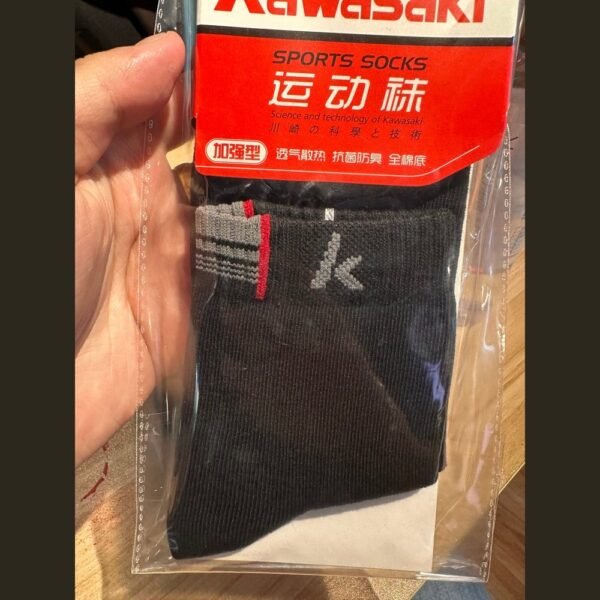 Kawasaki
SPORTS SOCKS
运动袜
Science and technology of Kawasaki
川崎の科學と技術
加强型 透气散热 抗菌防臭 全棉底
k